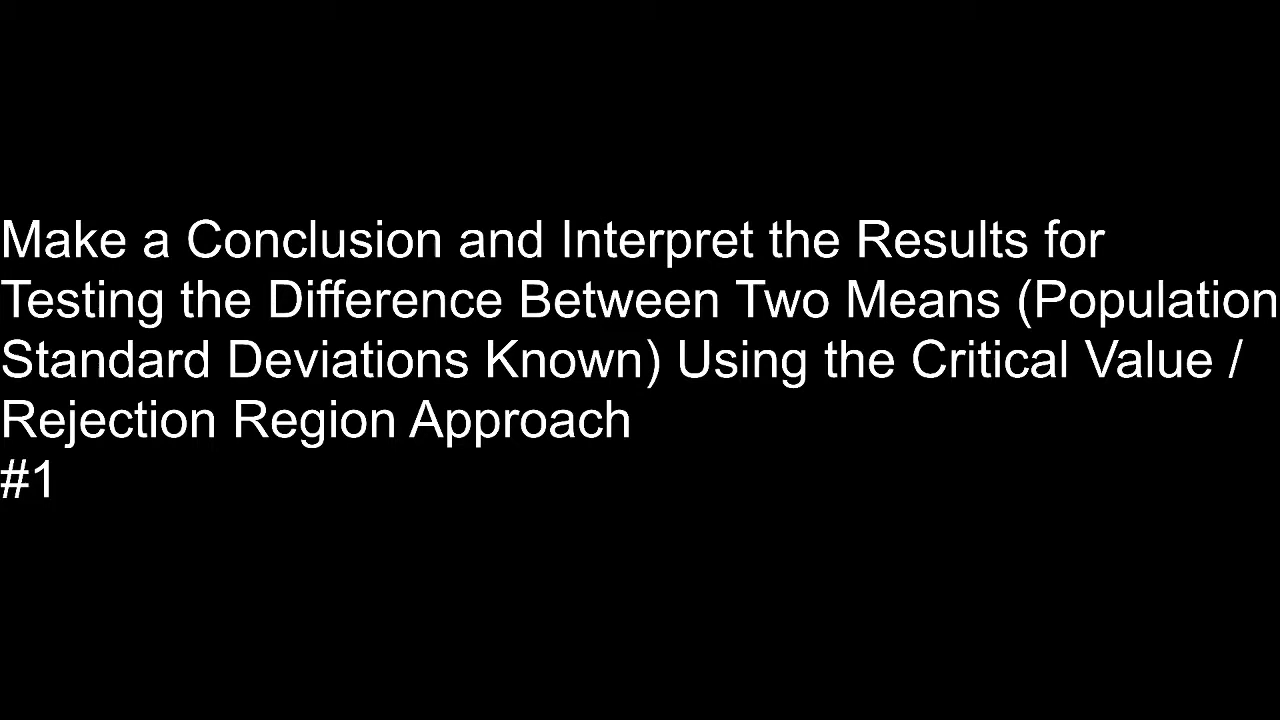 Make a Conclusion and Interpret the Results for
Testing the Difference Between Two Means (Population
Standard Deviations Known) Using the Critical Value /
Rejection Region Approach
#1